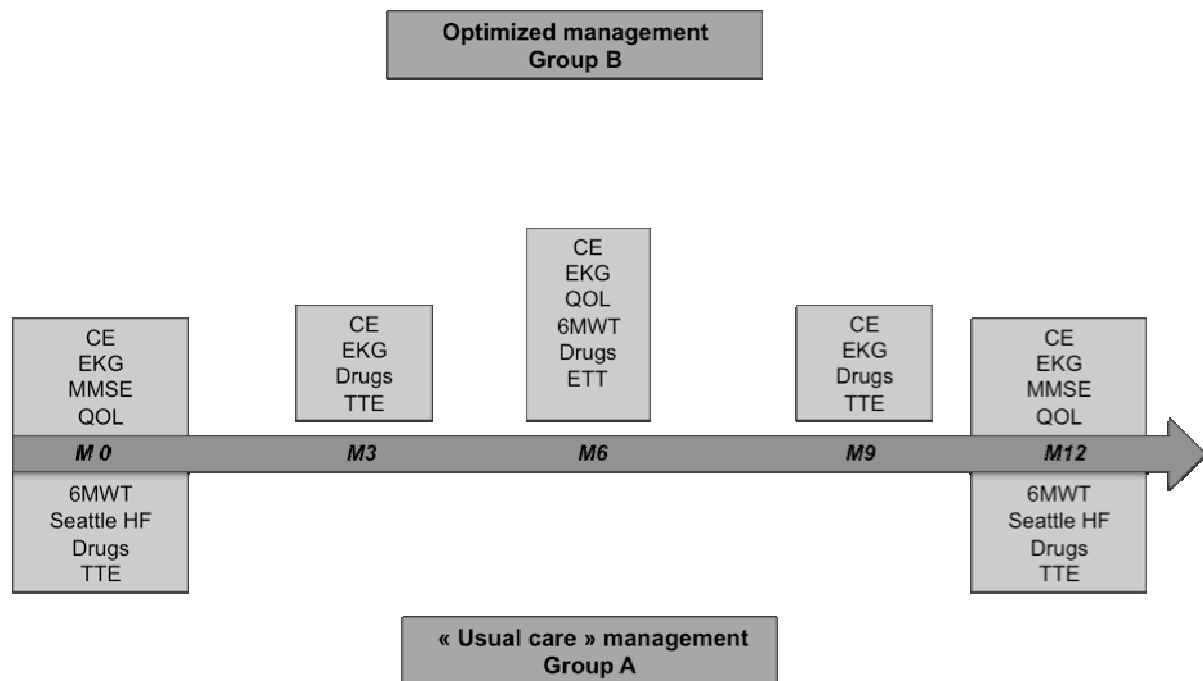 Optimized management
Group B
CE
EKG
MMSE
QOL
CE
EKG
Drugs
TTE
CE
EKG
QOL
6MWT
Drugs
ETT
CE
EKG
Drugs
TTE
CE
EKG
MMSE
QOL
M 0
M3
M6
M9
M12
6MWT
Seattle HF
Drugs
TTE
6MWT
Seattle HF
Drugs
TTE
« Usual care » management
Group A